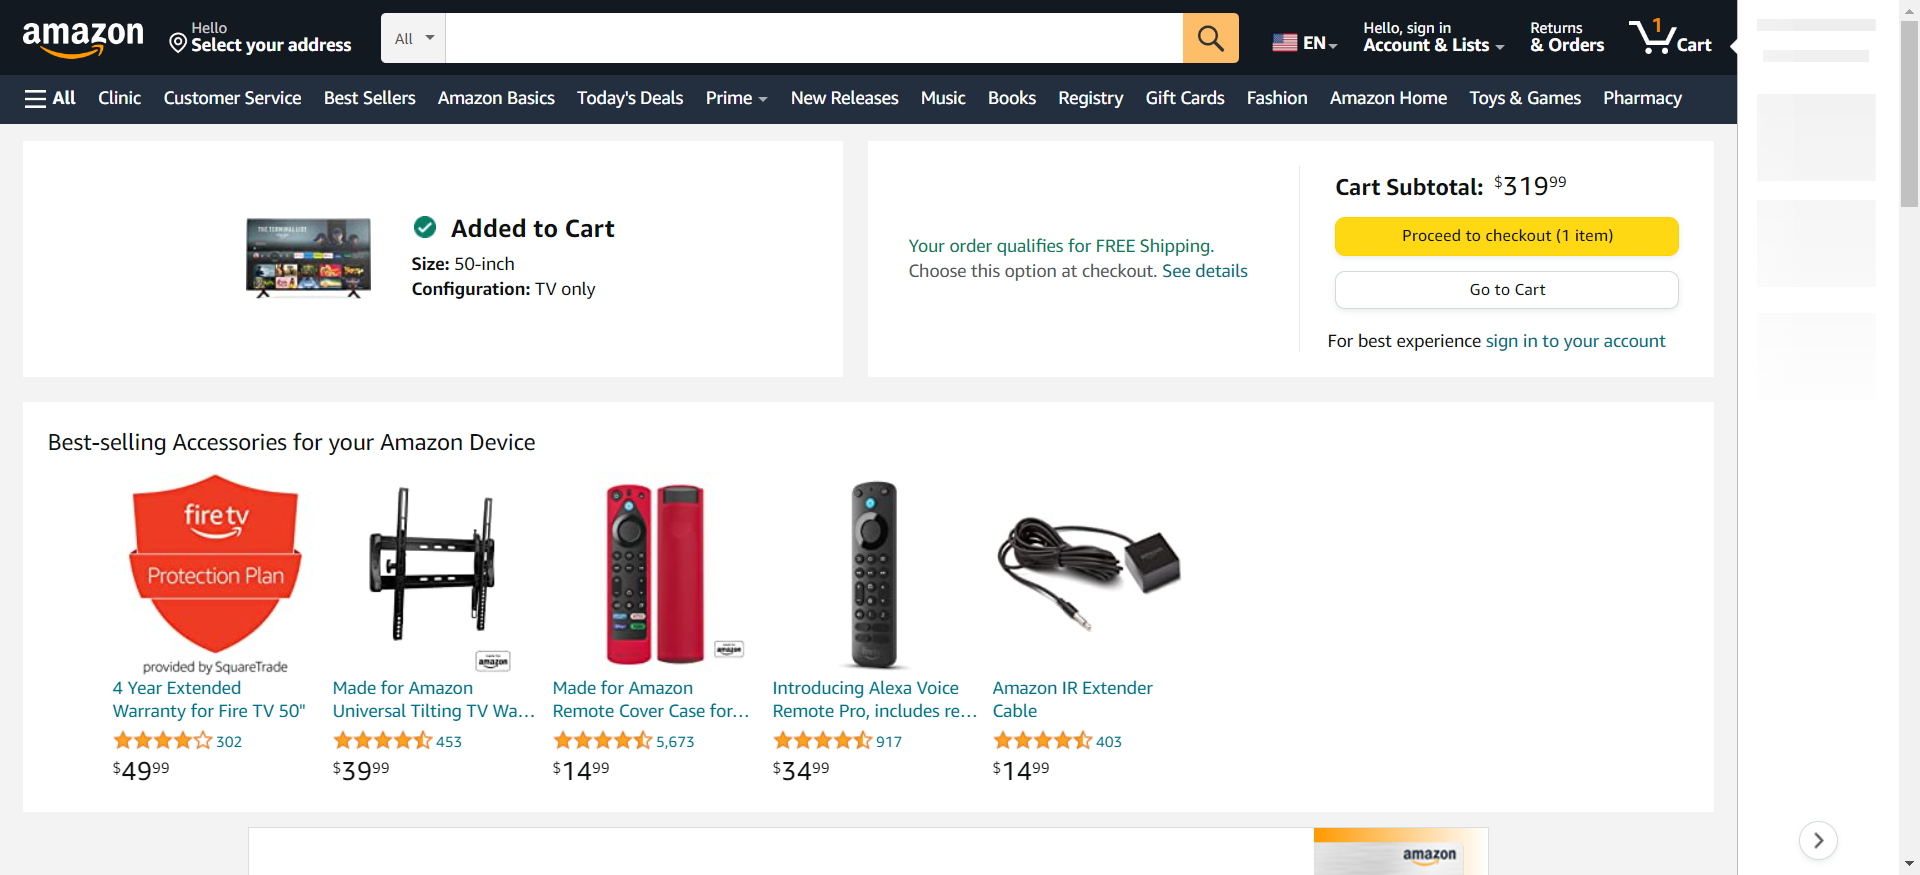 amazon
Hello
Select your address
All
EN
Hello, sign in
Account & Lists
Returns
& Orders
1
Cart
All
Clinic
Customer Service
Best Sellers
Amazon Basics
Today's Deals
Prime
New Releases
Music
Books
Registry
Gift Cards
Fashion
Amazon Home
Toys & Games
Pharmacy
THE TERMINAL LIST
Added to Cart
Size: 50-inch
Configuration: TV only
Your order qualifies for FREE Shipping.
Choose this option at checkout. See details
Cart Subtotal: $319 99
Proceed to checkout (1 item)
Go to Cart
For best experience sign in to your account
Best-selling Accessories for your Amazon Device
fire tv
Protection Plan
provided by SquareTrade
4 Year Extended
Warranty for Fire TV 50"
302
$49 99
amazon
Made for Amazon
Universal Tilting TV Wa...
453
$39 99
amazon
Made for Amazon
Remote Cover Case for...
5,673
$14 99
fire tv
Introducing Alexa Voice
Remote Pro, includes re...
917
$34 99
Amazon IR Extender
Cable
403
$14 99
amazon